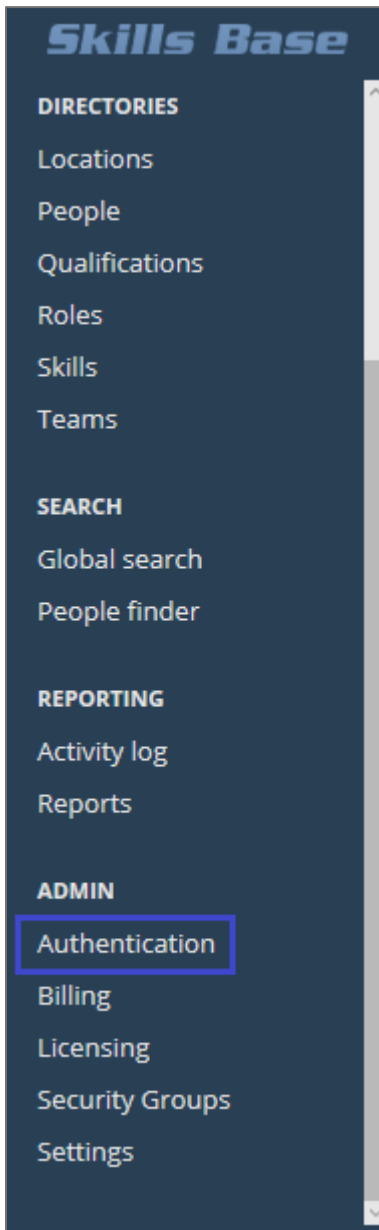 Skills Base
DIRECTORIES
Locations
People
Qualifications
Roles
Skills
Teams
SEARCH
Global search
People finder
REPORTING
Activity log
Reports
ADMIN
Authentication
Billing
Licensing
Security Groups
Settings